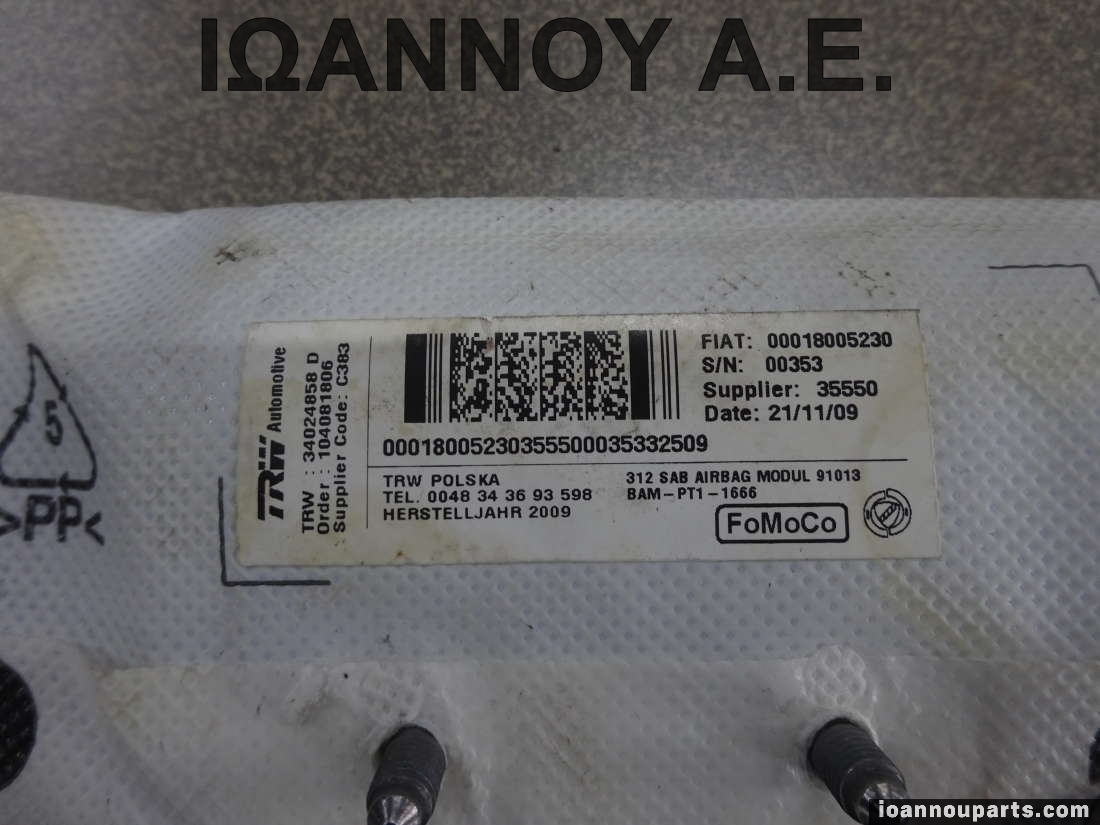 ΙΩΑΝΝΟΥ Α.Ε.
TRW Automotive
TRW : 34024858 D
Order : 104081806
Supplier Code: C383
FIAT: 00018005230
S/N: 00353
Supplier: 35550
Date: 21/11/09
0001800523035550003532509
TRW POLSKA
TEL. 0048 34 36 93 598
HERSTELLJAHR 2009
312 SAB AIRBAG MODUL 91013
BAM-PT1-1666
FoMoCo
5
>PP<
ioannouparts.com